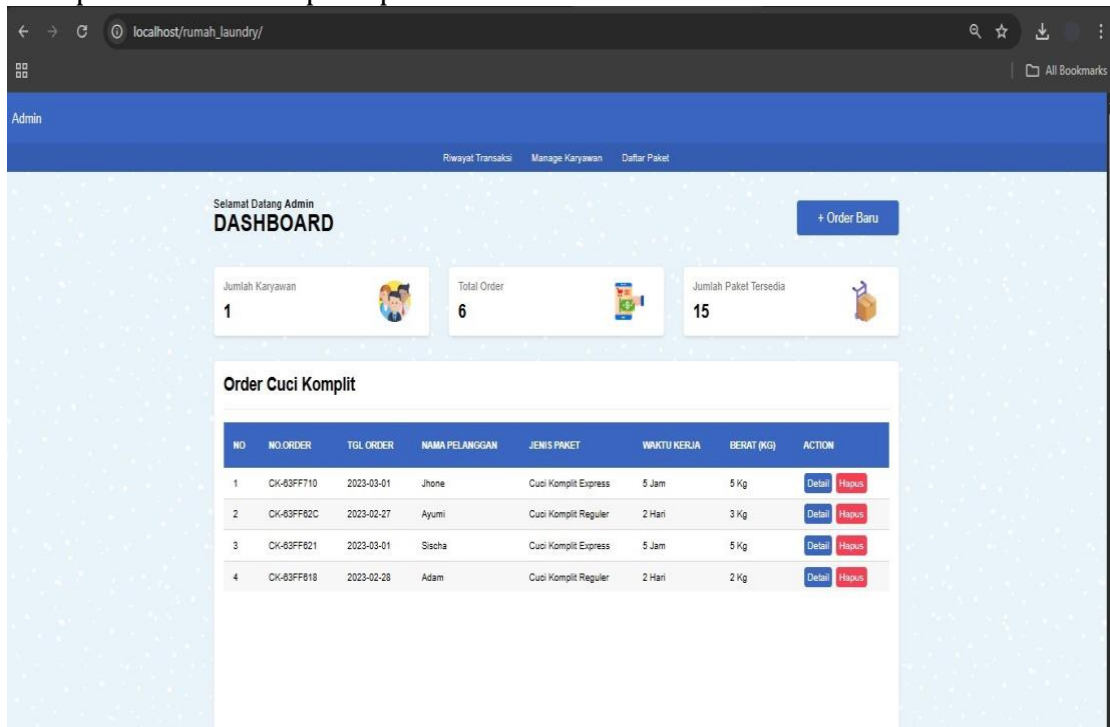 localhost/rumah_laundry/
All Bookmarks
Admin
Riwayat Transaksi Manage Karyawan Daftar Paket
Selamat Datang Admin
DASHBOARD
+ Order Baru
Jumlah Karyawan
1
Total Order
6
Jumlah Paket Tersedia
15
Order Cuci Komplit
NO NO.ORDER TGL ORDER NAMA PELANGGAN JENIS PAKET WAKTU KERJA BERAT (KG) ACTION
1 CK-63FF710 2023-03-01 Jhone Cuci Komplit Express 5 Jam 5 Kg Detail Hapus
2 CK-63FF62C 2023-02-27 Ayumi Cuci Komplit Reguler 2 Hari 3 Kg Detail Hapus
3 CK-63FF621 2023-03-01 Sischa Cuci Komplit Express 5 Jam 5 Kg Detail Hapus
4 CK-63FF618 2023-02-28 Adam Cuci Komplit Reguler 2 Hari 2 Kg Detail Hapus